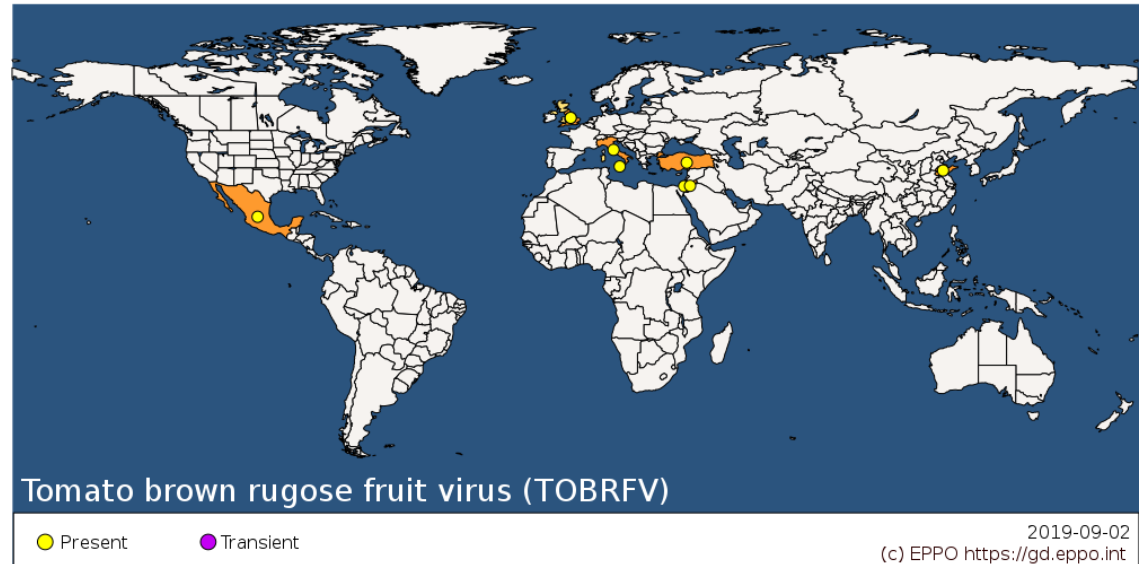 Tomato brown rugose fruit virus (TOBRFV)
Present
Transient
2019-09-02
(c) EPPO https://gd.eppo.int